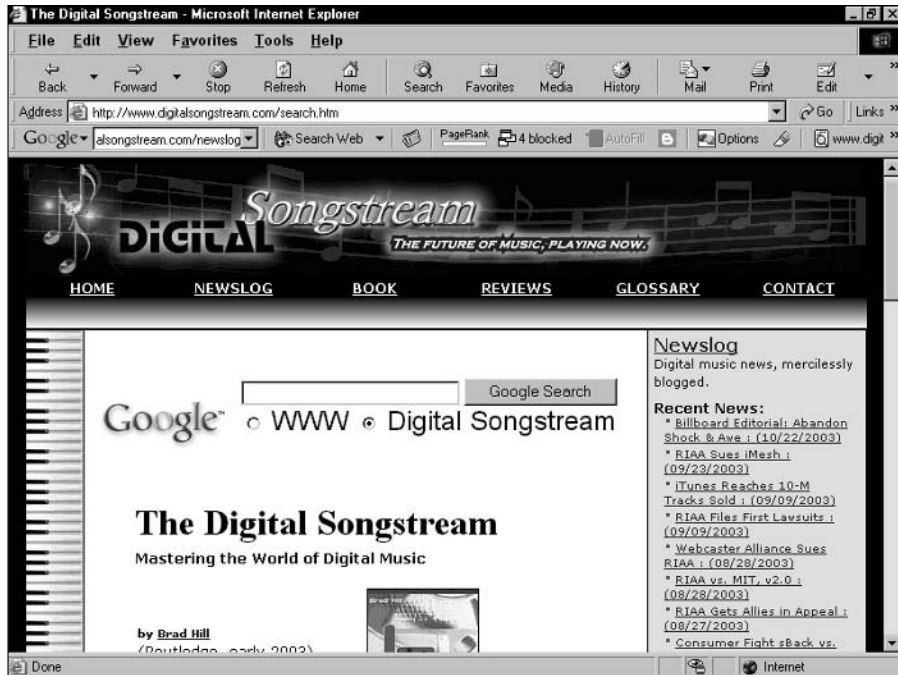 The Digital Songstream - Microsoft Internet Explorer
File Edit View Favorites Tools Help
Back Forward Stop Refresh Home Search Favorites Media History Mail Print Edit
Address http://www.digitalsongstream.com/search.htm Go Links »
Google alsongstream.com/newslog Search Web PageRank 4 blocked AutoFill Options www.digit »
DiGiTAL Songstream
THE FUTURE OF MUSIC, PLAYING NOW.
HOME NEWSLOG BOOK REVIEWS GLOSSARY CONTACT
Google Search
Google™ WWW Digital Songstream
The Digital Songstream
Mastering the World of Digital Music
by Brad Hill
(Routledge, early 2003)
Brad Hill
Newslog
Digital music news, mercilessly
blogged.
Recent News:
* Billboard Editorial: Abandon
Shock & Awe : (10/22/2003)
* RIAA Sues iMesh :
(09/23/2003)
* iTunes Reaches 10-M
Tracks Sold : (09/09/2003)
* RIAA Files First Lawsuits :
(09/09/2003)
* Webcaster Alliance Sues
RIAA : (08/28/2003)
* RIAA vs. MIT, v2.0 :
(08/28/2003)
* RIAA Gets Allies in Appeal :
(08/27/2003)
* Consumer Fight sBack vs.
Done Internet